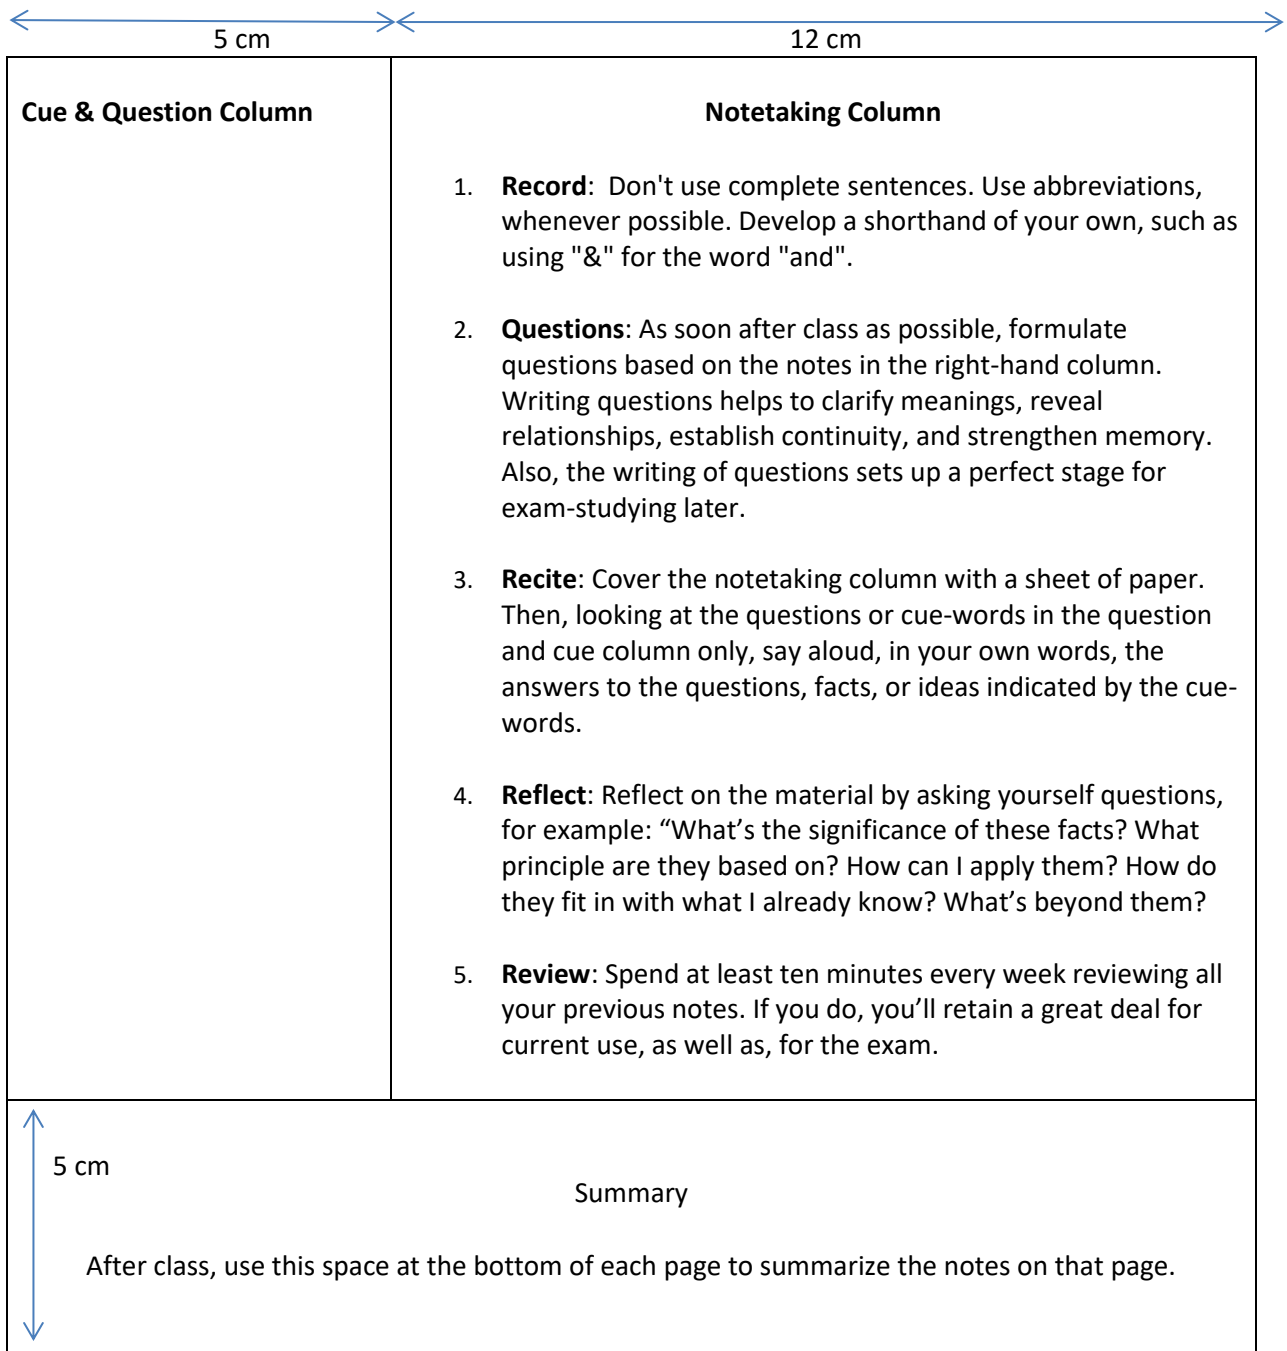 5 cm
12 cm
Cue & Question Column
Notetaking Column
1. Record:  Don't use complete sentences. Use abbreviations,
whenever possible. Develop a shorthand of your own, such as
using "&" for the word "and".
2. Questions: As soon after class as possible, formulate
questions based on the notes in the right-hand column.
Writing questions helps to clarify meanings, reveal
relationships, establish continuity, and strengthen memory.
Also, the writing of questions sets up a perfect stage for
exam-studying later.
3. Recite: Cover the notetaking column with a sheet of paper.
Then, looking at the questions or cue-words in the question
and cue column only, say aloud, in your own words, the
answers to the questions, facts, or ideas indicated by the cue-
words.
4. Reflect: Reflect on the material by asking yourself questions,
for example: “What’s the significance of these facts? What
principle are they based on? How can I apply them? How do
they fit in with what I already know? What’s beyond them?
5. Review: Spend at least ten minutes every week reviewing all
your previous notes. If you do, you’ll retain a great deal for
current use, as well as, for the exam.
5 cm
Summary
After class, use this space at the bottom of each page to summarize the notes on that page.